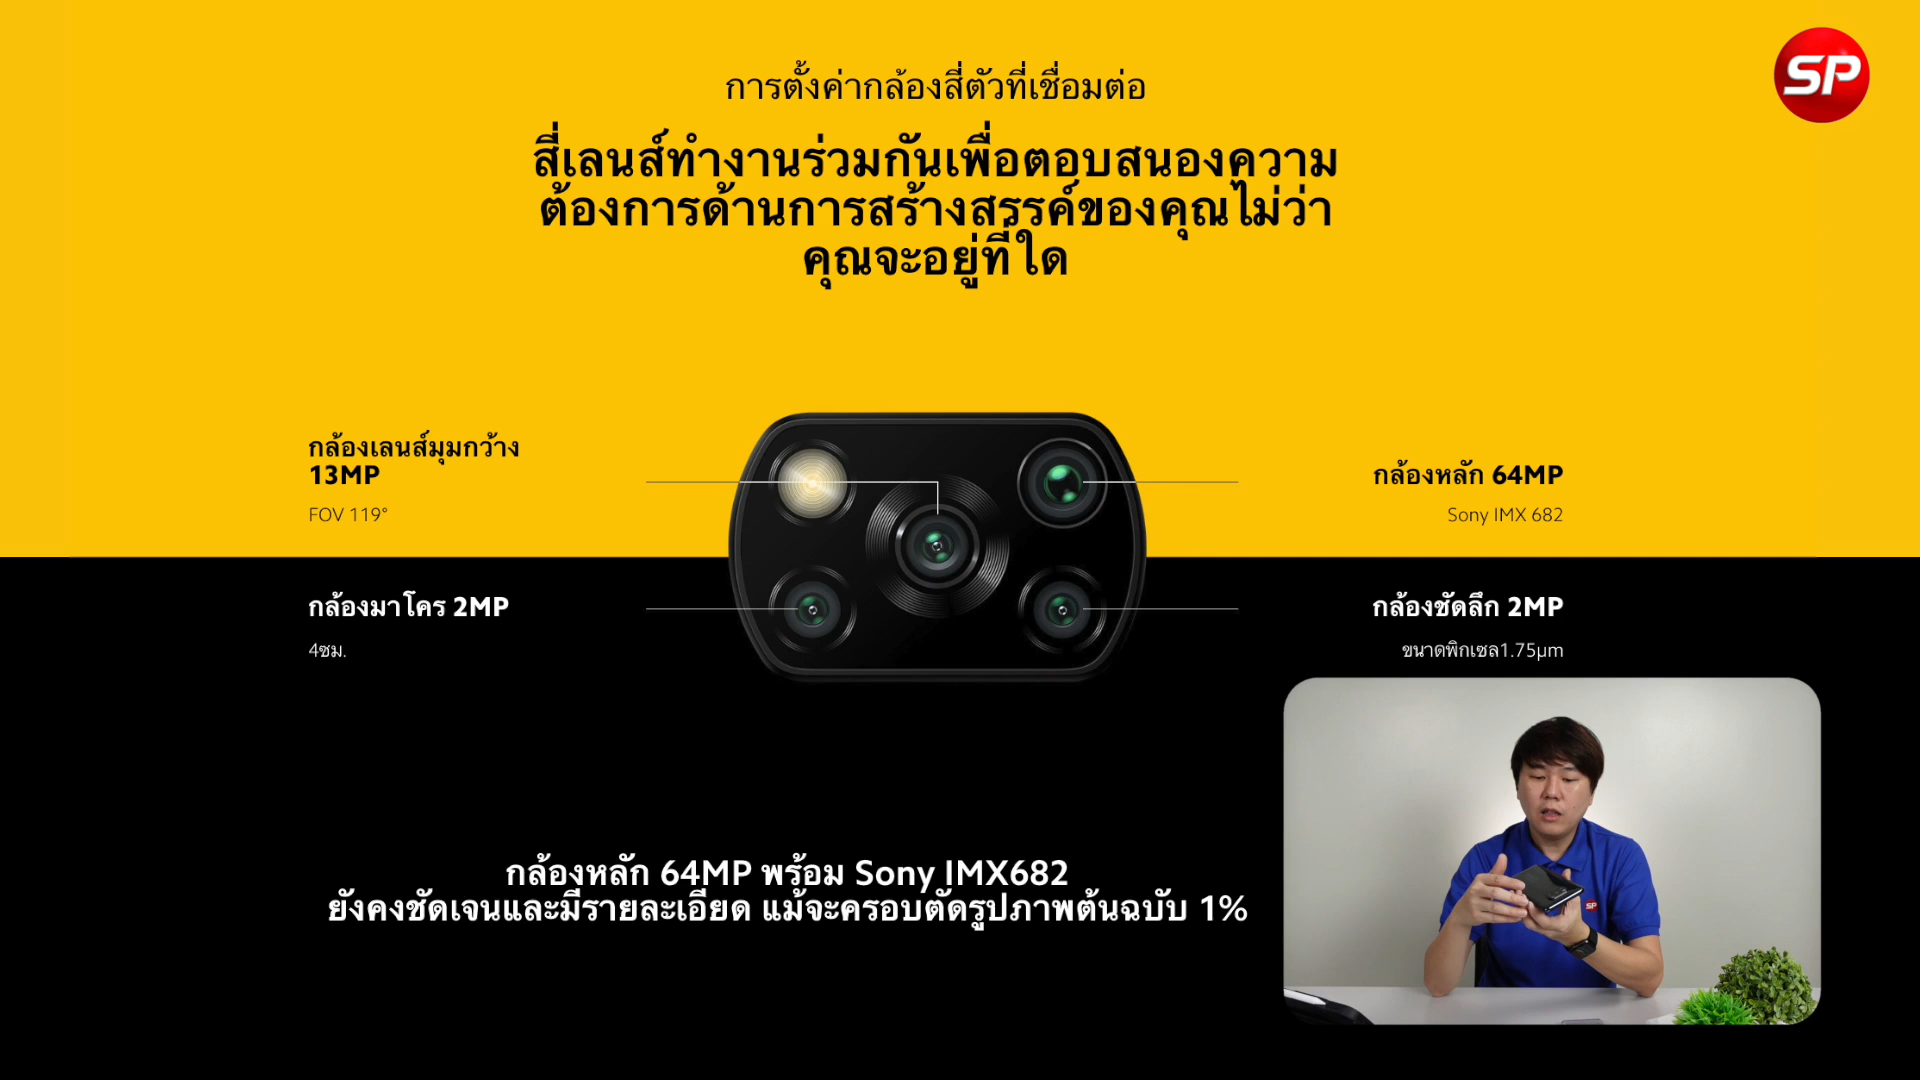 SP
การตั้งค่ากล้องสี่ตัวที่เชื่อมต่อ
สี่เลนส์ทำงานร่วมกันเพื่อตอบสนองความ
ต้องการด้านการสร้างสรรค์ของคุณไม่ว่า
คุณจะอยู่ที่ใด
กล้องเลนส์มุมกว้าง
13MP
FOV 119°
กล้องหลัก 64MP
Sony IMX 682
กล้องมาโคร 2MP
4ซม.
กล้องชัดลึก 2MP
ขนาดพิกเซล1.75µm
กล้องหลัก 64MP พร้อม Sony IMX682
ยังคงชัดเจนและมีรายละเอียด แม้จะครอบตัดรูปภาพต้นฉบับ 1%
SP